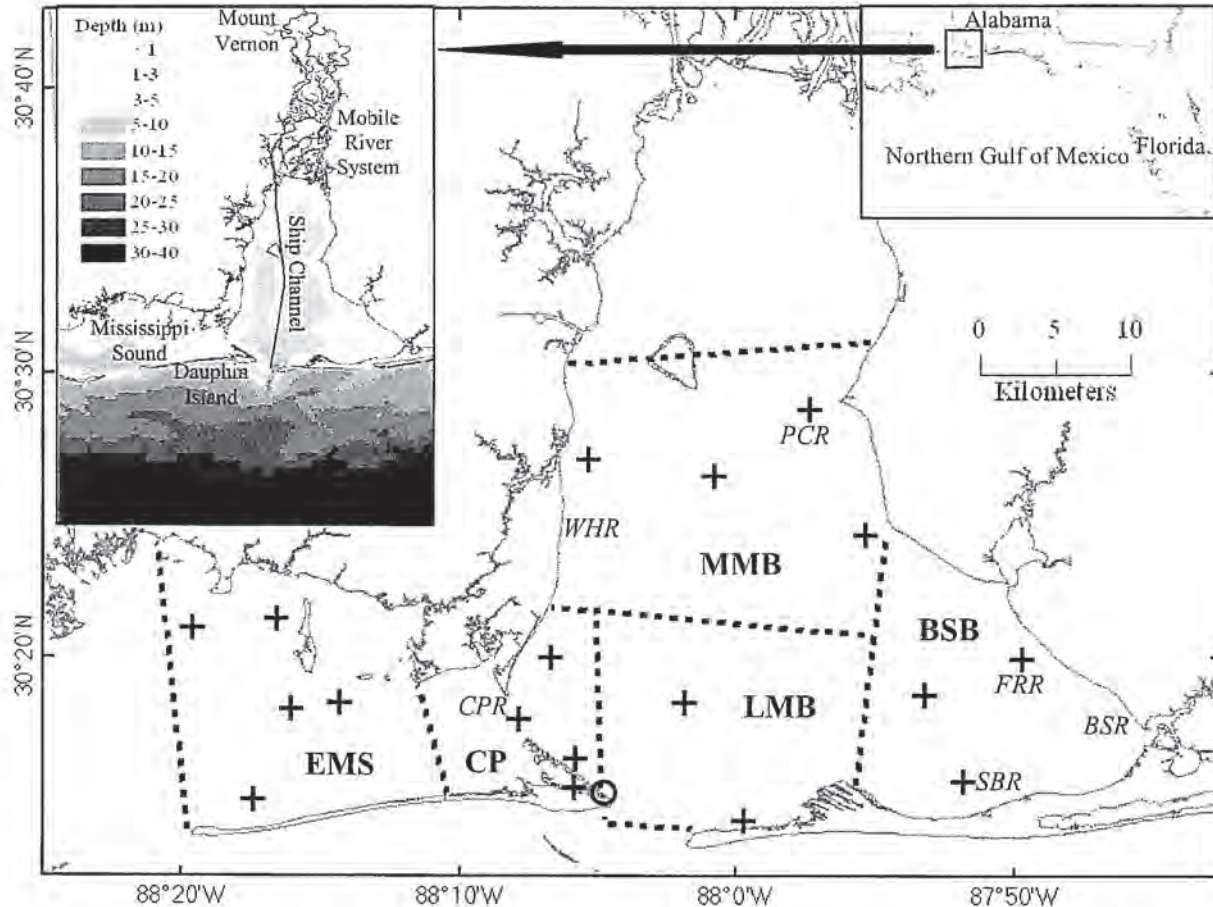 Depth (m)
1
1-3
3-5
5-10
10-15
15-20
20-25
25-30
30-40
Mount
Vernon
Mobile
River
System
Ship Channel
Mississippi
Sound
Dauphin
Island
Alabama
Northern Gulf of Mexico
Florida
0 5 10
Kilometers
PCR
WHR
MMB
BSB
FRR
BSR
CPR
LMB
EMS
CP
SBR
30°40'N
30°30'N
30°20'N
88°20'W
88°10'W
88°0'W
87°50'W